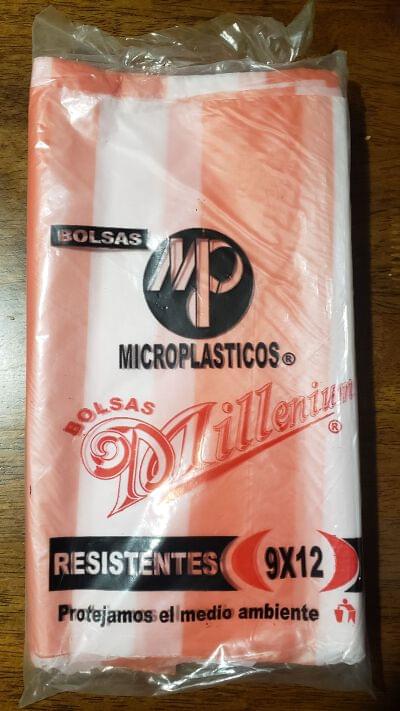 BOLSAS
MP
MICROPLASTICOS®
BOLSAS
Millenium
®
RESISTENTES 9X12
Protejamos el medio ambiente